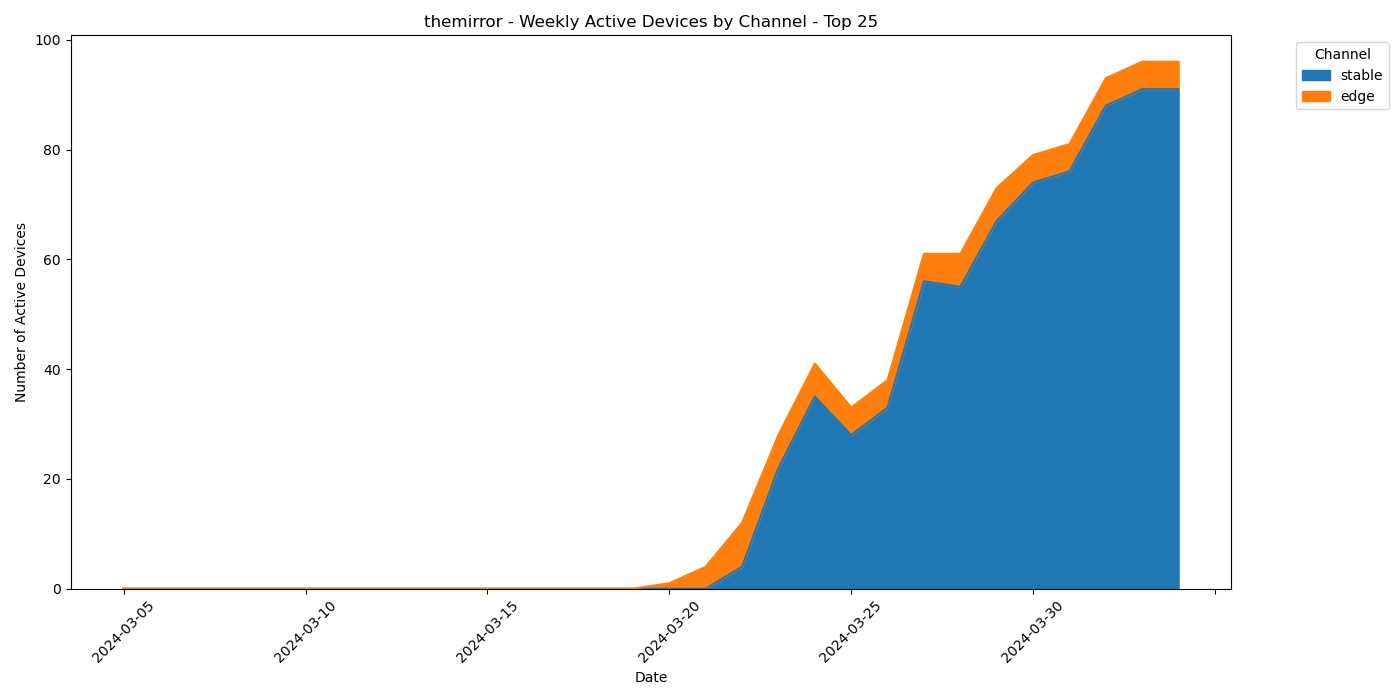 themirror - Weekly Active Devices by Channel - Top 25
100
80
60
40
20
0
Number of Active Devices
2024-03-05
2024-03-10
2024-03-15
2024-03-20
2024-03-25
2024-03-30
Date
Channel
stable
edge